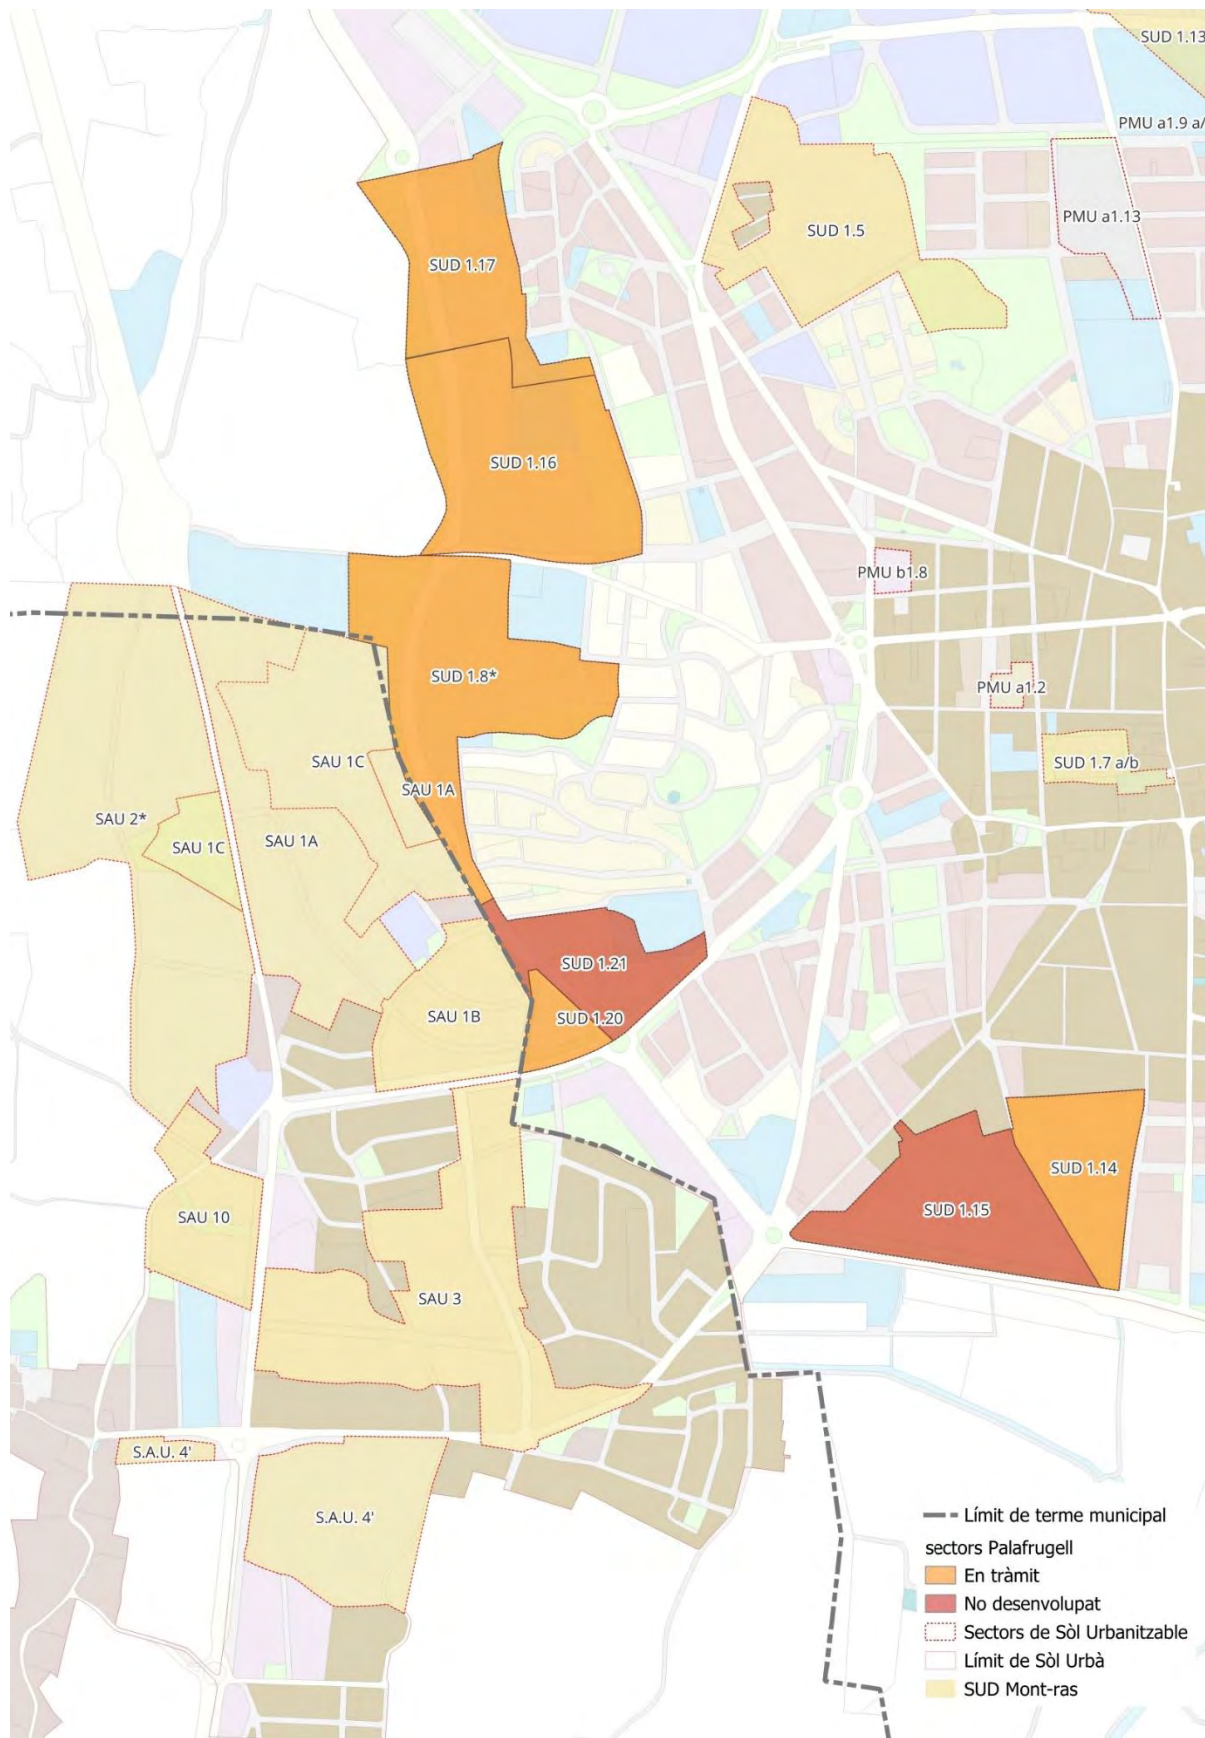 SUD 1.13
PMU a1.9 a/
PMU a1.13
SUD 1.5
SUD 1.17
SUD 1.16
PMU b1.8
SUD 1.8*
PMU a1.2
SUD 1.7 a/b
SAU 1C
SAU 1A
SAU 2*
SAU 1C
SAU 1A
SUD 1.21
SAU 1B
SUD 1.20
SUD 1.14
SUD 1.15
SAU 10
SAU 3
S.A.U. 4'
S.A.U. 4'
Límit de terme municipal
sectors Palafrugell
En tràmit
No desenvolupat
Sectors de Sòl Urbanitzable
Límit de Sòl Urbà
SUD Mont-ras